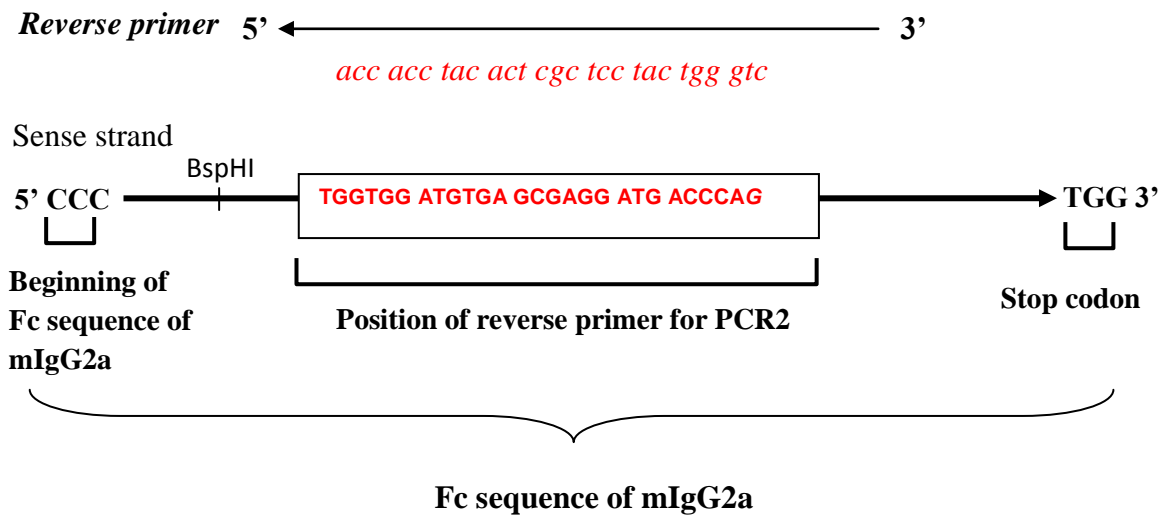 Reverse primer 5’ 3’
acc acc tac act cgc tcc tac tgg gtc
Sense strand
BspHI
5’ CCC TGGTGG ATGTGA GCGAGG ATG ACCCAG TGG 3’
Beginning of
Fc sequence of
mIgG2a
Position of reverse primer for PCR2
Stop codon
Fc sequence of mIgG2a